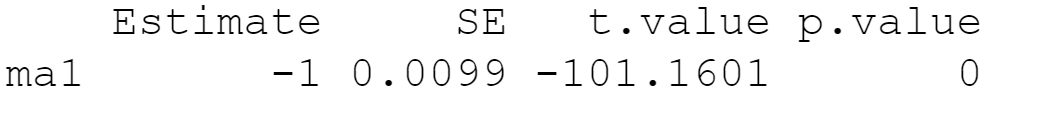 Estimate SE t.value p.value
ma1 -1 0.0099 -101.1601 0